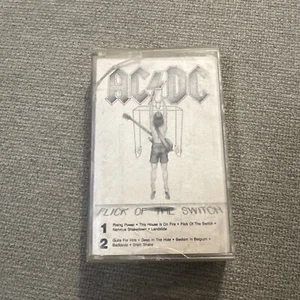 AC DC
FLICK OF THE SWITCH
1 Rising Power • This House Is On Fire • Flick Of The Switch •
Nervous Shakedown • Landslide
2 Guns For Hire • Deep In The Hole • Bedlam In Belgium •
Badlands • Brain Shake